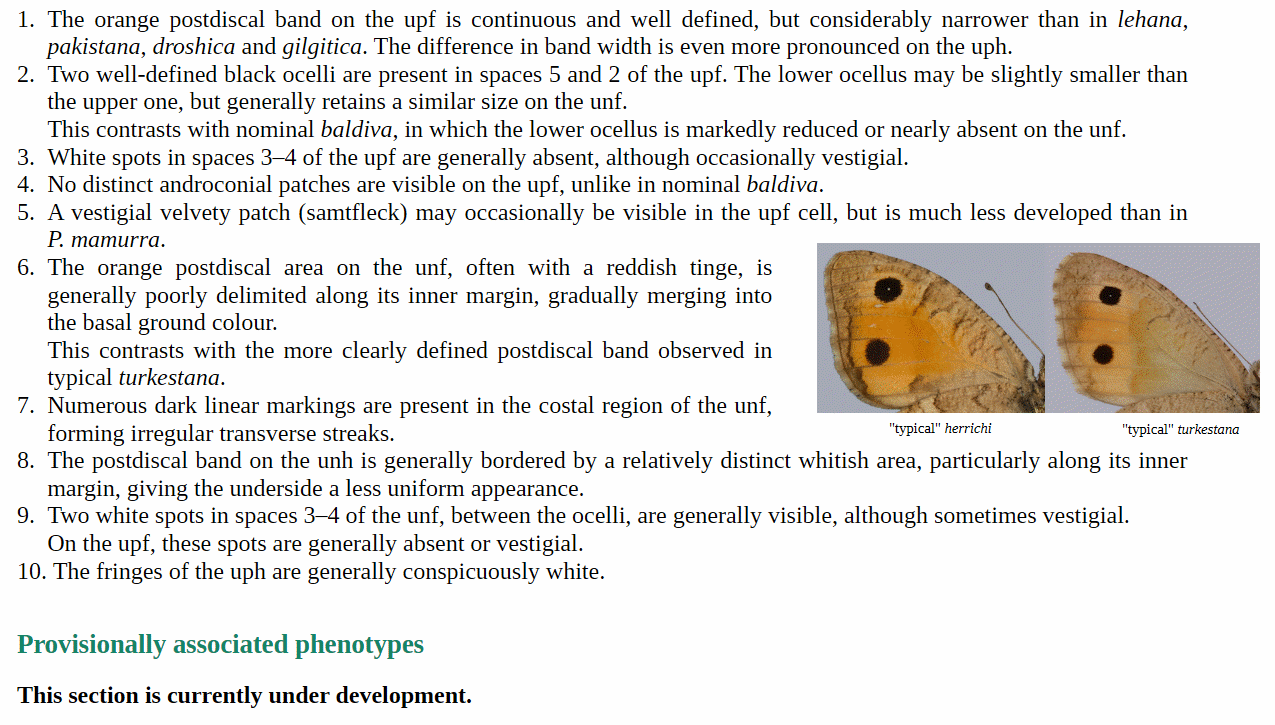 1. The orange postdiscal band on the upf is continuous and well defined, but considerably narrower than in lehana,
pakistana, droshica and gilgitica. The difference in band width is even more pronounced on the uph.
2. Two well-defined black ocelli are present in spaces 5 and 2 of the upf. The lower ocellus may be slightly smaller than
the upper one, but generally retains a similar size on the unf.
This contrasts with nominal baldiva, in which the lower ocellus is markedly reduced or nearly absent on the unf.
3. White spots in spaces 3–4 of the upf are generally absent, although occasionally vestigial.
4. No distinct androconial patches are visible on the upf, unlike in nominal baldiva.
5. A vestigial velvety patch (samtfleck) may occasionally be visible in the upf cell, but is much less developed than in
P. mamurra.
6. The orange postdiscal area on the unf, often with a reddish tinge, is
generally poorly delimited along its inner margin, gradually merging into
the basal ground colour.
This contrasts with the more clearly defined postdiscal band observed in
typical turkestana.
7. Numerous dark linear markings are present in the costal region of the unf,
forming irregular transverse streaks.
"typical" herrichi
"typical" turkestana
8. The postdiscal band on the unh is generally bordered by a relatively distinct whitish area, particularly along its inner
margin, giving the underside a less uniform appearance.
9. Two white spots in spaces 3–4 of the unf, between the ocelli, are generally visible, although sometimes vestigial.
On the upf, these spots are generally absent or vestigial.
10. The fringes of the uph are generally conspicuously white.
Provisionally associated phenotypes
This section is currently under development.